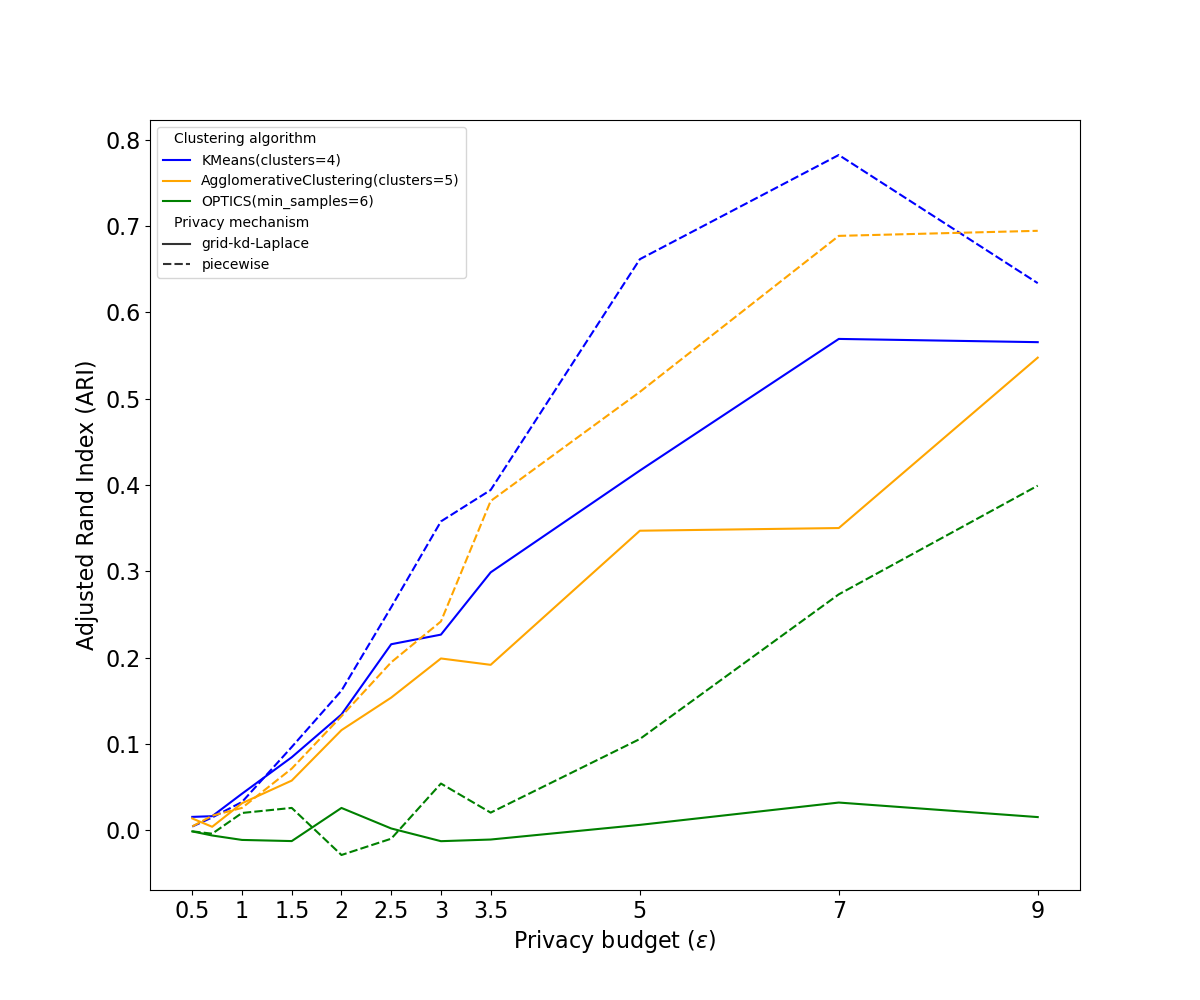 Clustering algorithm
KMeans(clusters=4)
AgglomerativeClustering(clusters=5)
OPTICS(min_samples=6)
Privacy mechanism
grid-kd-Laplace
piecewise
Adjusted Rand Index (ARI)
0.8
0.7
0.6
0.5
0.4
0.3
0.2
0.1
0.0
0.5 1 1.5 2 2.5 3 3.5 5 7 9
Privacy budget (ε)